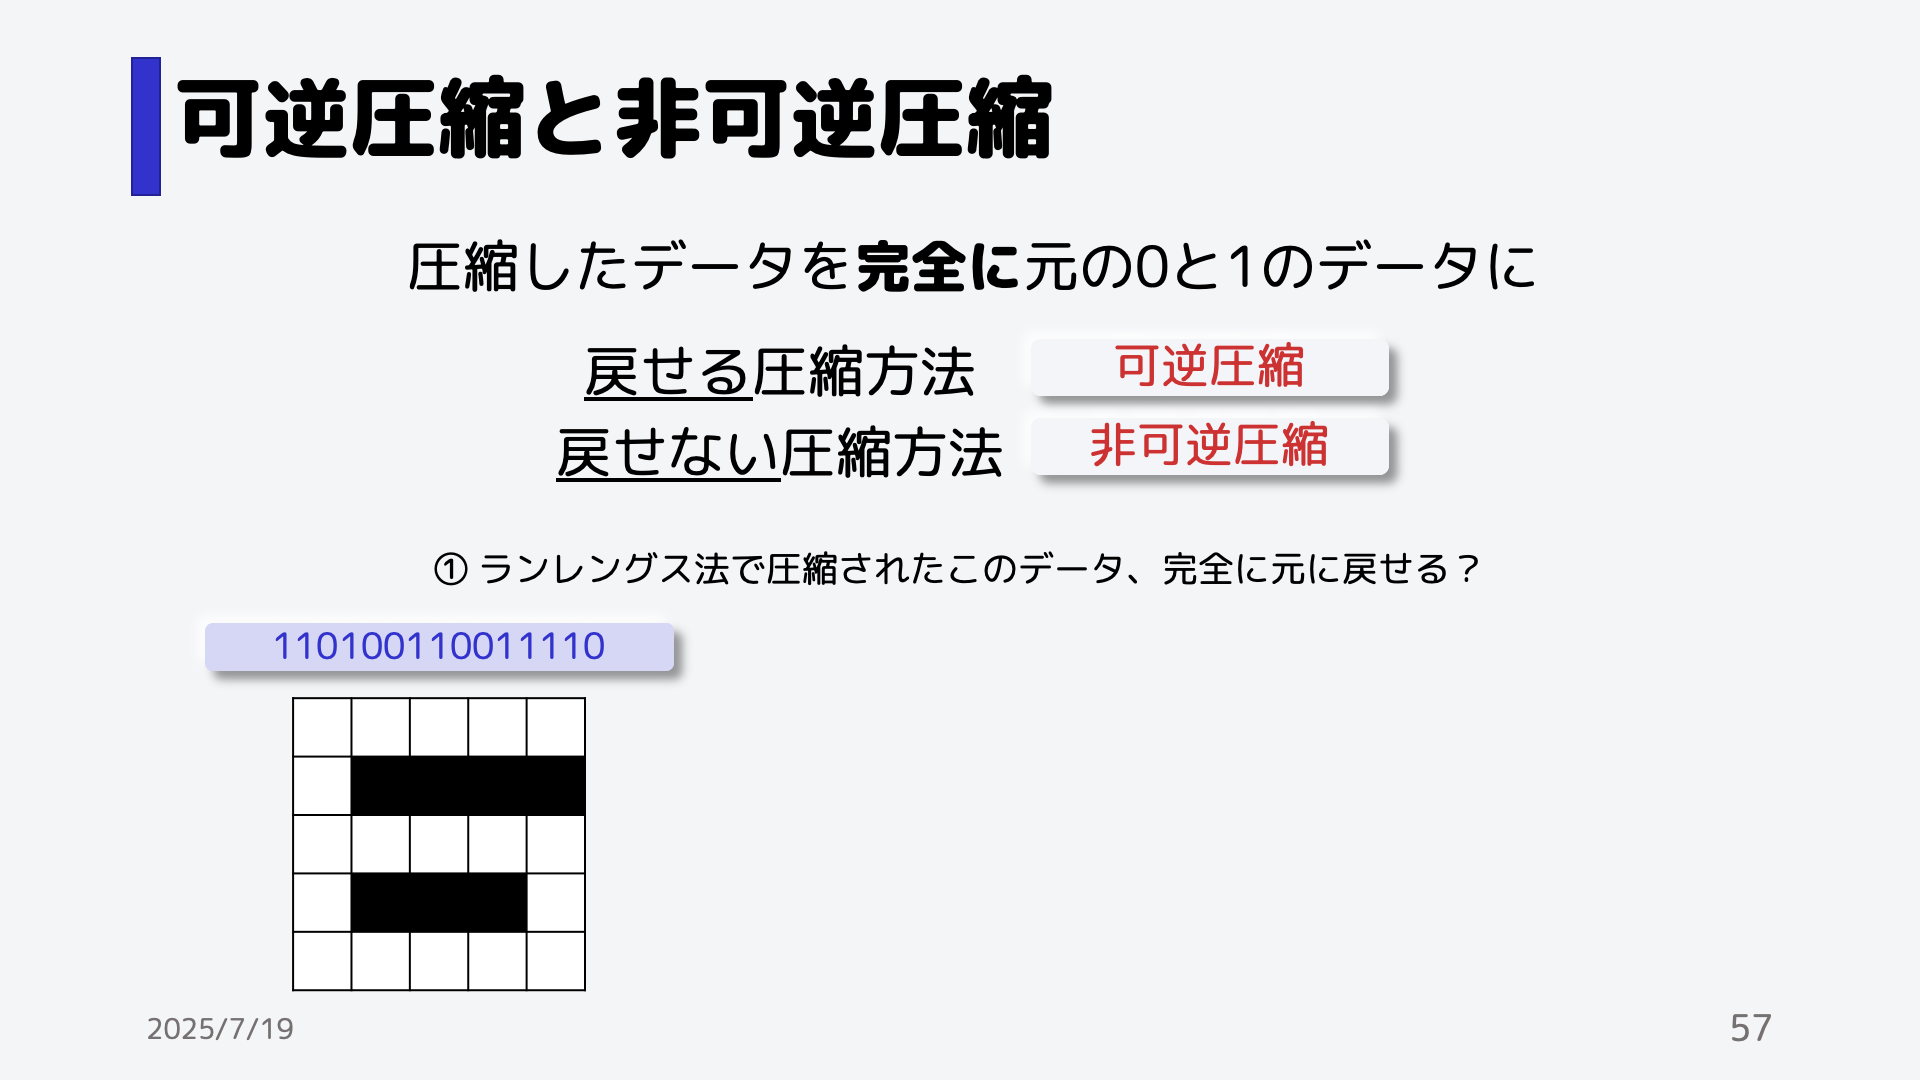 可逆圧縮と非可逆圧縮
圧縮したデータを完全に元の0と1のデータに
戻せる圧縮方法 可逆圧縮
戻せない圧縮方法 非可逆圧縮
① ランレングス法で圧縮されたこのデータ、完全に元に戻せる？
110100110011110
2025/7/19
57